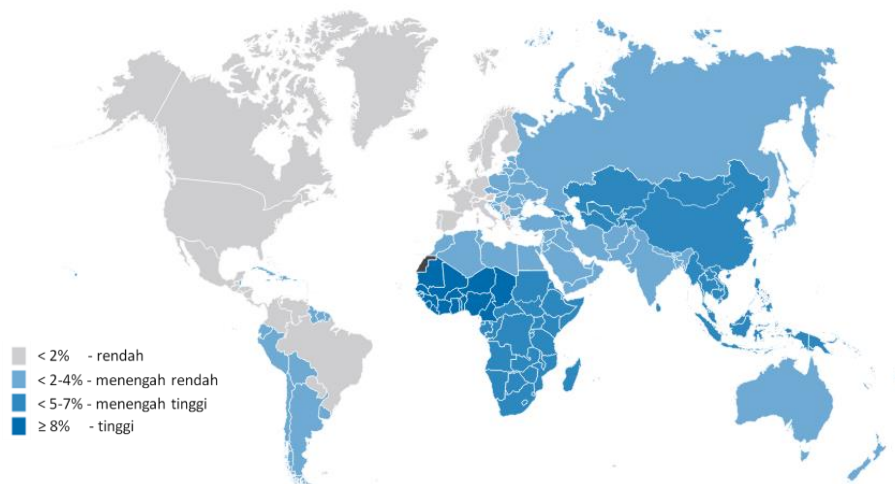 < 2% - rendah
< 2-4% - menengah rendah
< 5-7% - menengah tinggi
≥ 8% - tinggi